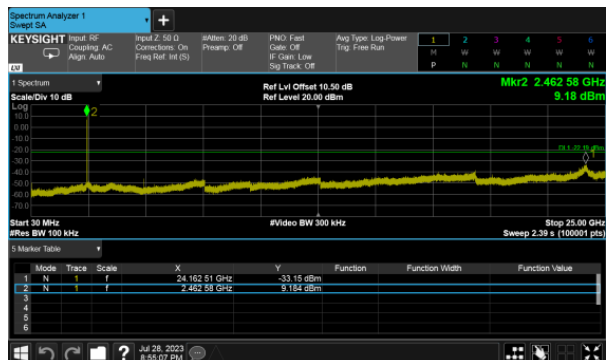 Spectrum Analyzer 1
Swept SA
+
KEYSIGHT Input: RF Input Z: 50 Ω #Atten: 20 dB PNO: Fast Avg Type: Log-Power 1 2 3 4 5 6
Coupling: AC Corrections: On Preamp: Off Gate: Off Trig: Free Run M W W W W W
Align: Auto Freq Ref: Int (S) IF Gain: Low
Sig Track: Off P N N N N N
1 Spectrum Ref Lvl Offset 10.50 dB Mkr2 2.462 58 GHz
Scale/Div 10 dB Ref Level 20.00 dBm 9.18 dBm
Log
10.0
2
0.00
-10.0
-20.0
-30.0
1
-40.0
-50.0
-60.0
-70.0
Start 30 MHz #Video BW 300 kHz Stop 25.00 GHz
#Res BW 100 kHz Sweep 2.39 s (100001 pts)
5 Marker Table
Mode Trace Scale X Y Function Function Width Function Value
1 N 1 f 24.162 51 GHz -33.15 dBm
2 N 1 f 2.462 58 GHz 9.184 dBm
3
4
5
6
? Jul 28, 2023
8:55:07 PM